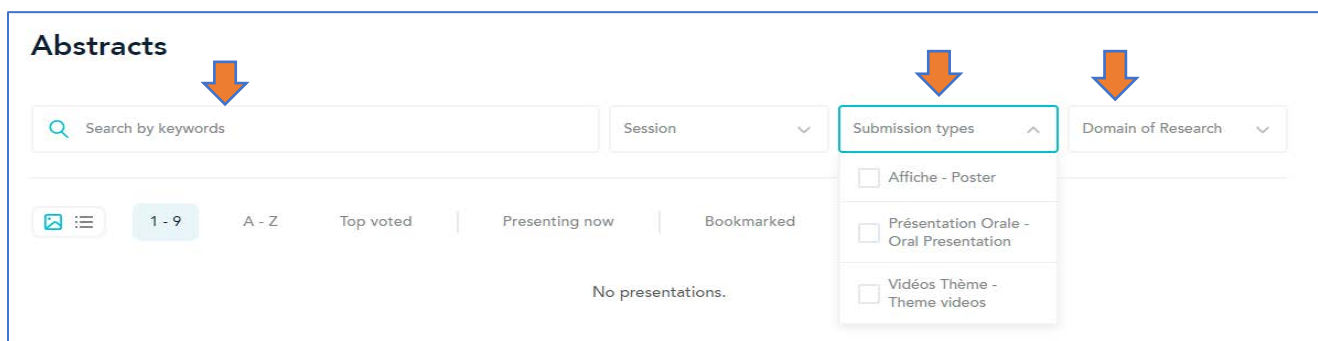 Abstracts
Search by keywords
Session
Submission types
Domain of Research
Affiche - Poster
Présentation Orale -
Oral Presentation
Vidéos Thème -
Theme videos
1 - 9
A - Z
Top voted
Presenting now
Bookmarked
No presentations.